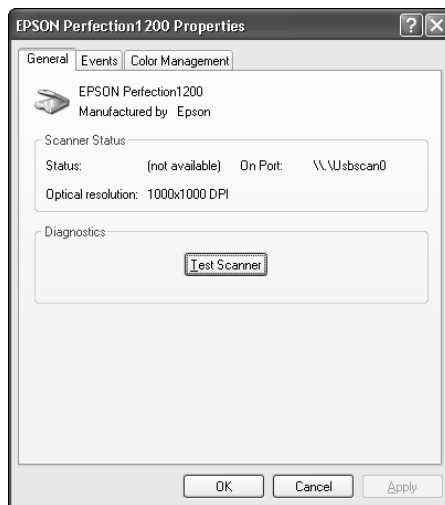 EPSON Perfection1200 Properties
General Events Color Management
EPSON Perfection1200
Manufactured by Epson
Scanner Status
Status: (not available) On Port: \\.\Usbscan0
Optical resolution: 1000x1000 DPI
Diagnostics
Test Scanner
OK Cancel Apply